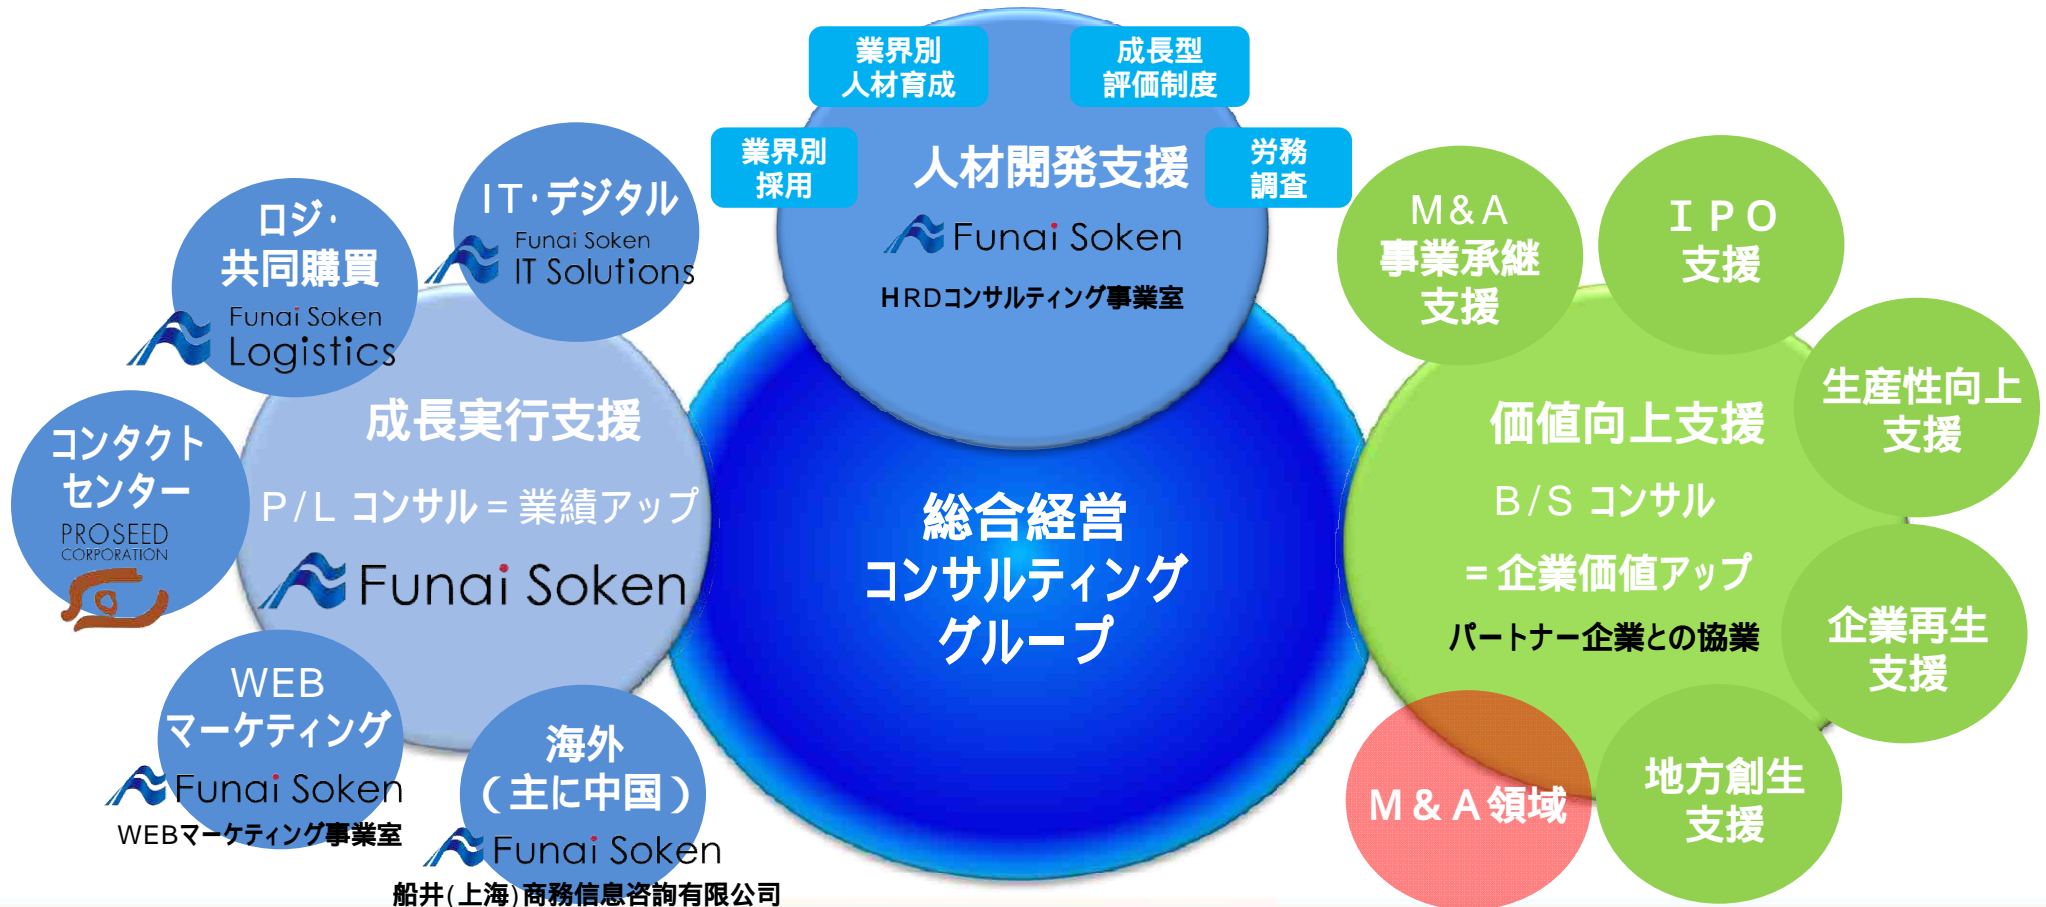 業界別
人材育成
成長型
評価制度
業界別
採用
人材開発支援
労務
調査
Funai Soken
HRDコンサルティング事業室
IT・デジタル
Funai Soken
IT Solutions
ロジ・
共同購買
Funai Soken
Logistics
コンタクト
センター
PROSEED
CORPORATION
成長実行支援
P/L コンサル = 業績アップ
Funai Soken
WEB
マーケティング
Funai Soken
WEBマーケティング事業室
海外
(主に中国)
Funai Soken
船井(上海)商務信息咨詢有限公司
総合経営
コンサルティング
グループ
M&A
事業承継
支援
IPO
支援
生産性向上
支援
価値向上支援
B/S コンサル
=企業価値アップ
パートナー企業との協業
企業再生
支援
M&A領域
地方創生
支援